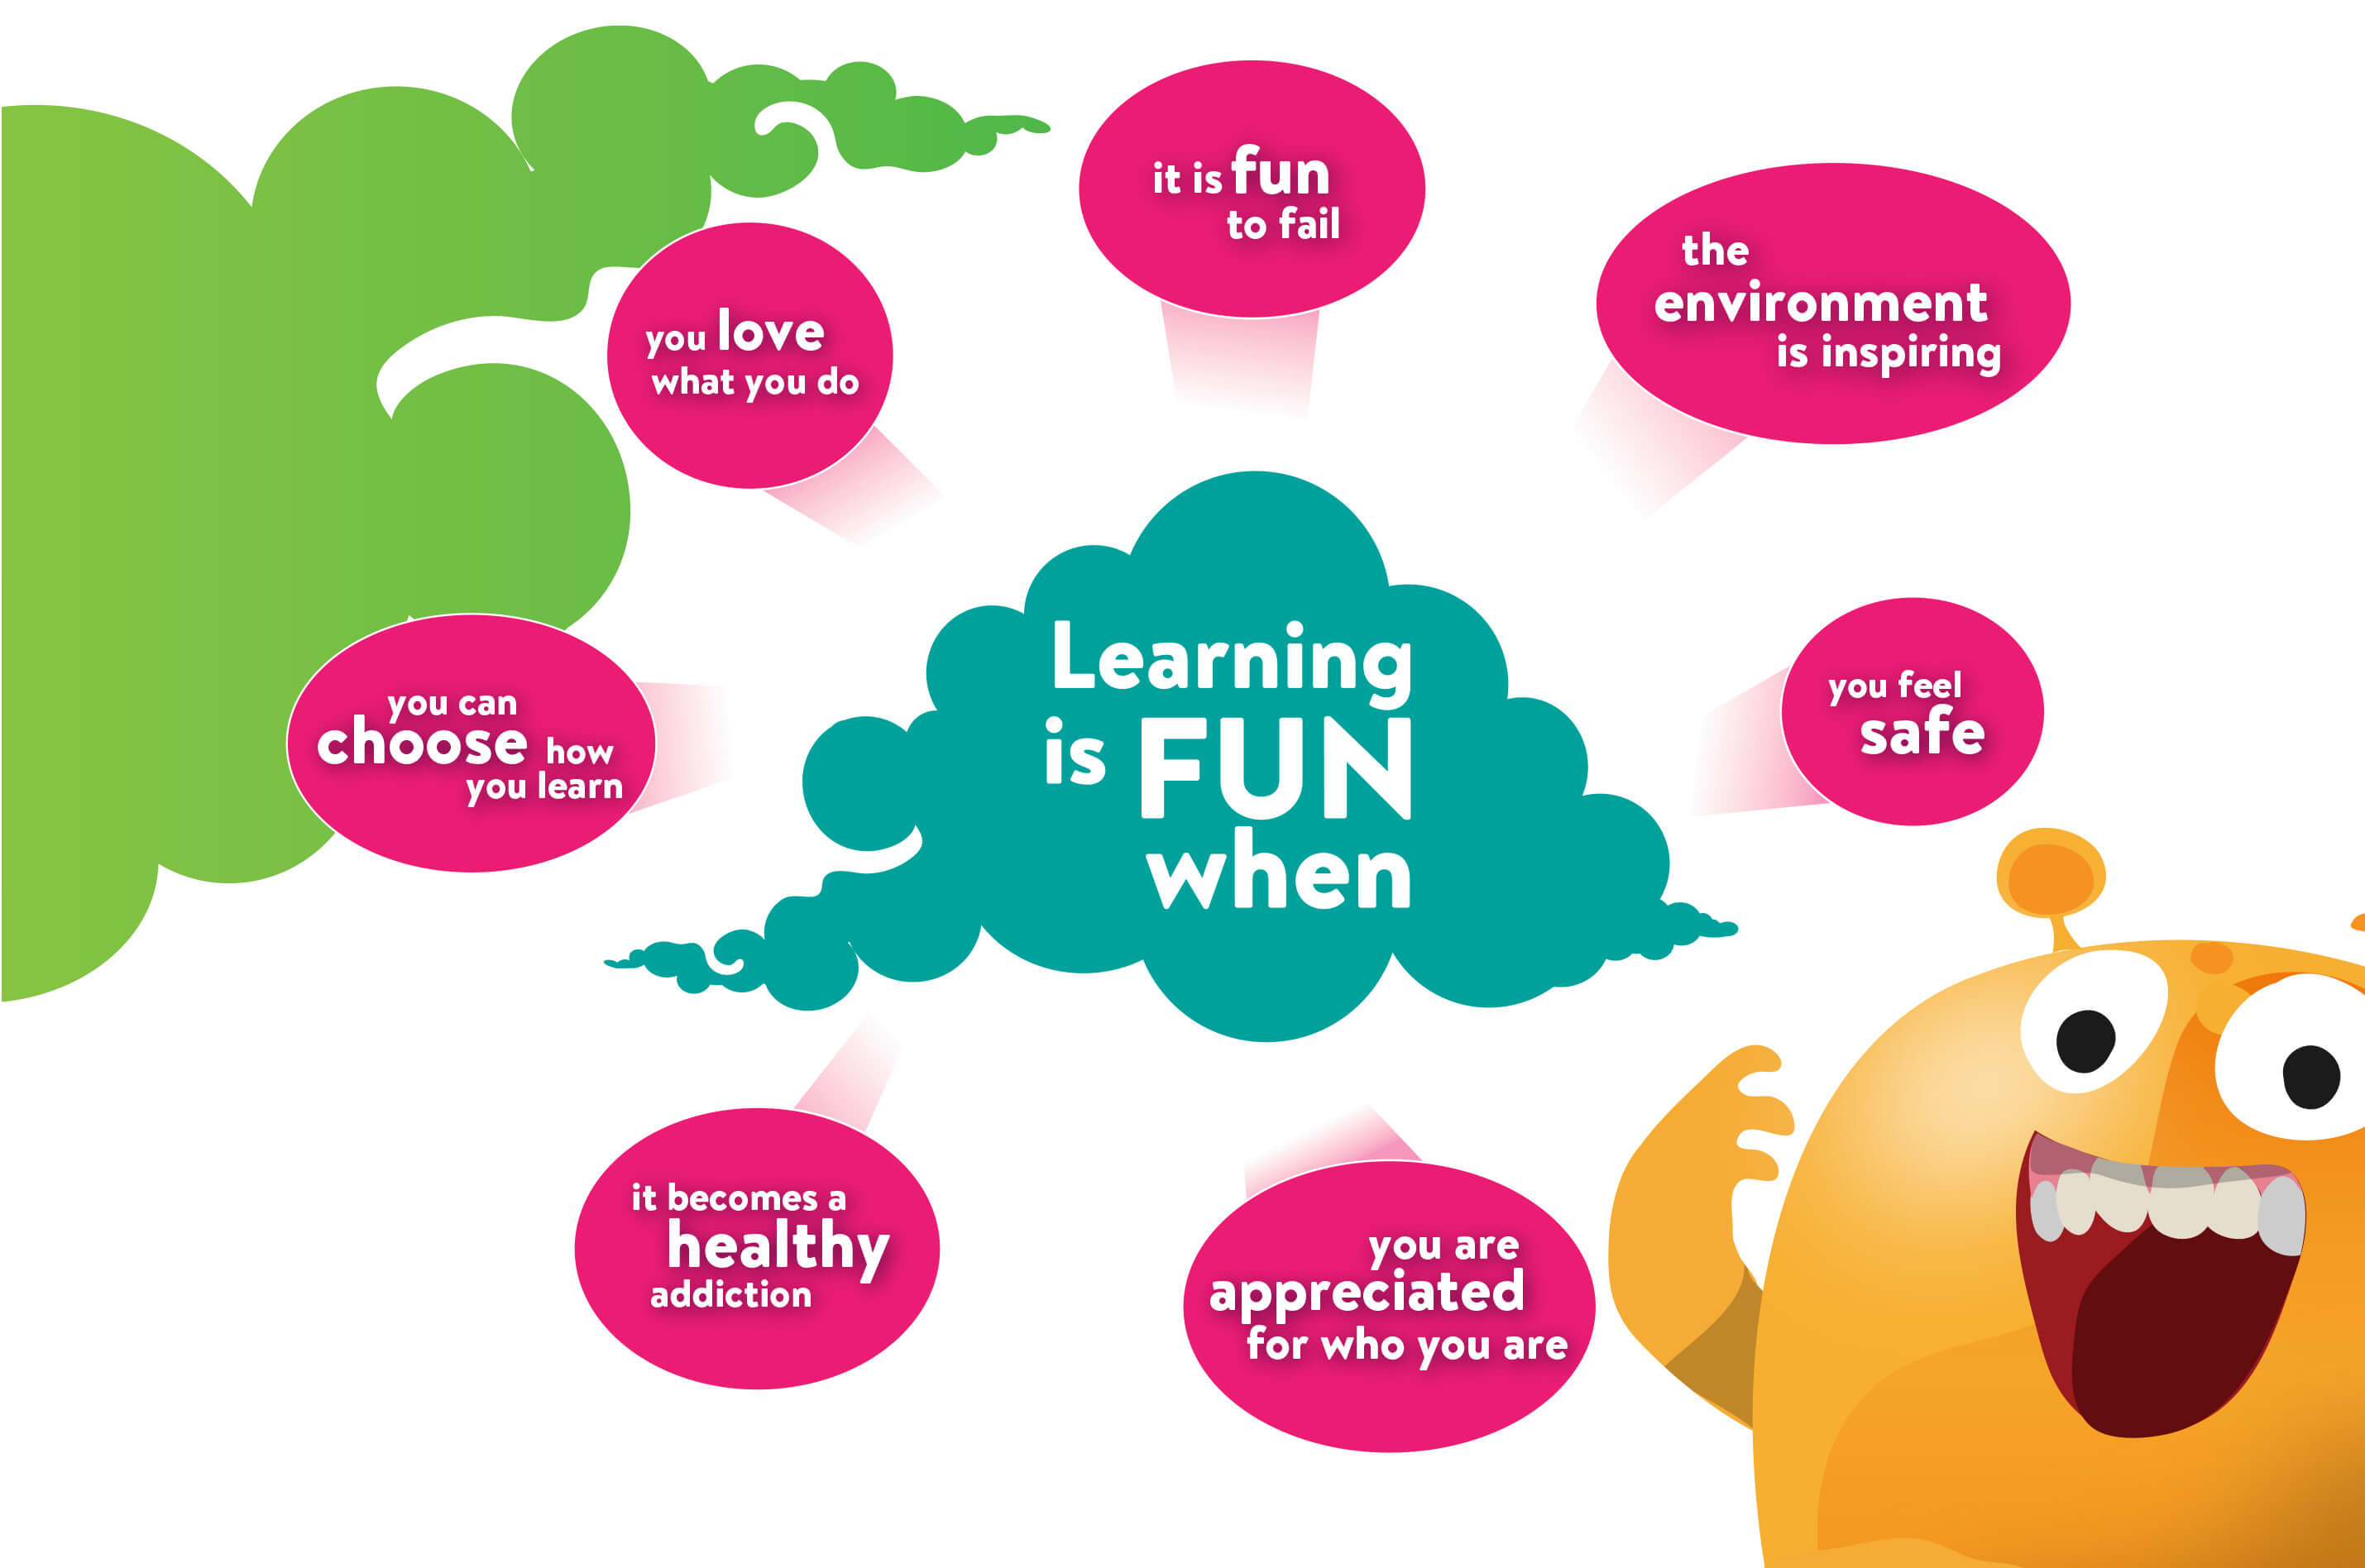 it is fun
to fail
the
environment
is inspiring
you love
what you do
Learning
is FUN
when
you feel
safe
you can
choose how
you learn
it becomes a
healthy
addiction
you are
appreciated
for who you are